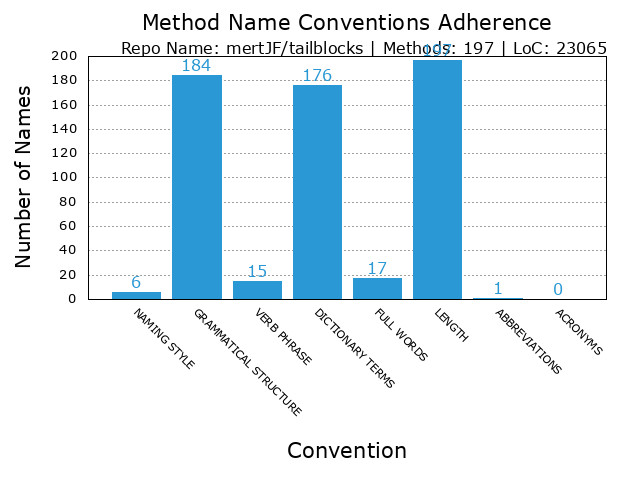 Method Name Conventions Adherence
Repo Name: mertJF/tailblocks | Methods: 197 | LoC: 23065
Number of Names
200
180
160
140
120
100
80
60
40
20
0
6
184
15
176
17
197
1
0
NAMING STYLE
GRAMMATICAL STRUCTURE
VERB PHRASE
DICTIONARY TERMS
FULL WORDS
LENGTH
ABBREVIATIONS
ACRONYMS
Convention